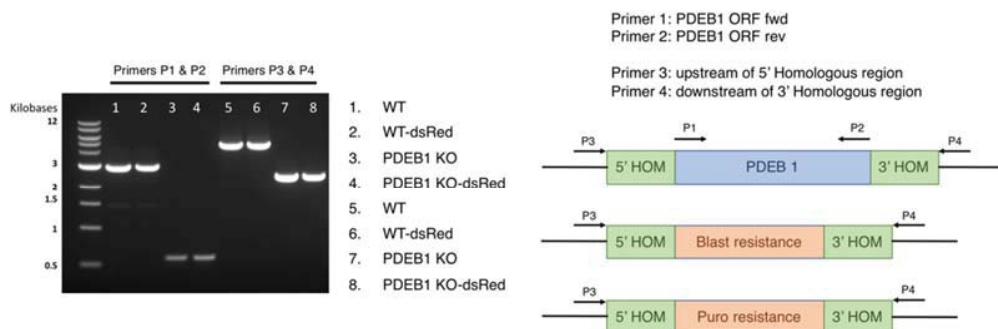 Primers P1 & P2
Primers P3 & P4
Kilobases
1 2 3 4 5 6 7 8
12
3
2
1.5
1
0.5
1. WT
2. WT-dsRed
3. PDEB1 KO
4. PDEB1 KO-dsRed
5. WT
6. WT-dsRed
7. PDEB1 KO
8. PDEB1 KO-dsRed
Primer 1: PDEB1 ORF fwd
Primer 2: PDEB1 ORF rev
Primer 3: upstream of 5' Homologous region
Primer 4: downstream of 3' Homologous region
P3 P1 P2 P4
5' HOM PDEB 1 3' HOM
P3 P4
5' HOM Blast resistance 3' HOM
P3 P4
5' HOM Puro resistance 3' HOM